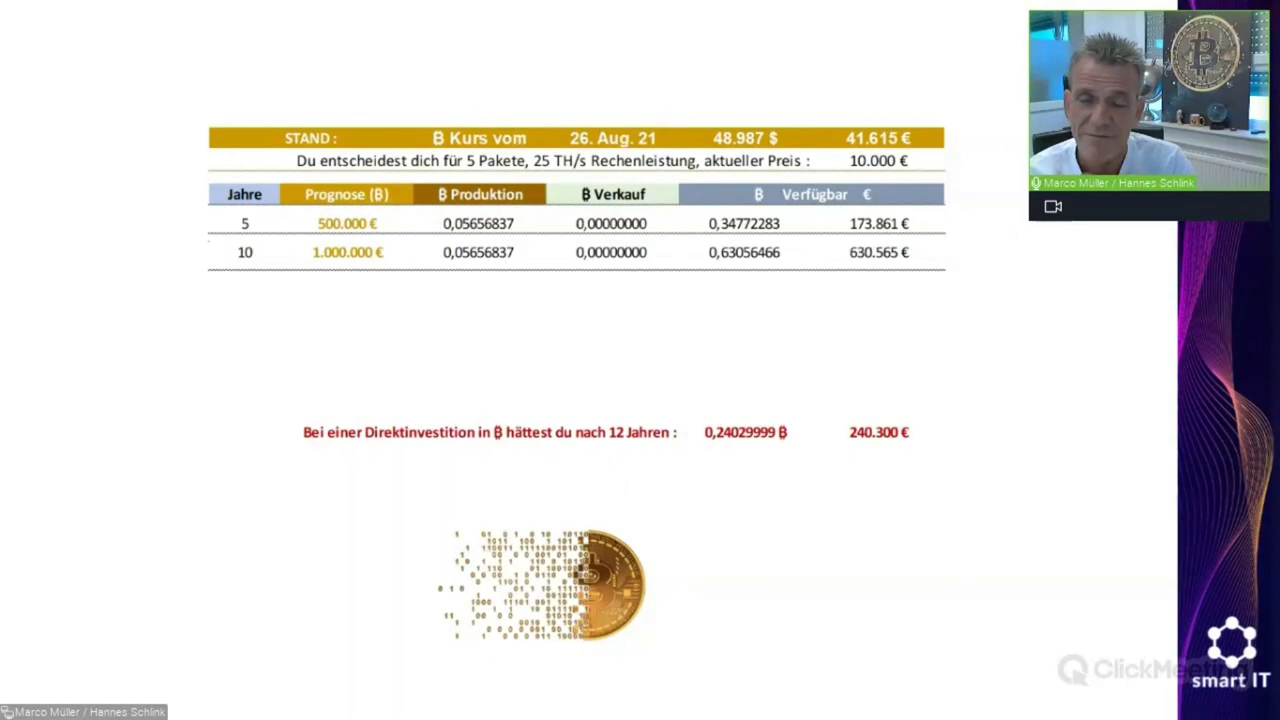 STAND : ₿ Kurs vom 26. Aug. 21 48.987 $ 41.615 €
Du entscheidest dich für 5 Pakete, 25 TH/s Rechenleistung, aktueller Preis : 10.000 €
Jahre Prognose (₿) ₿ Produktion ₿ Verkauf ₿ Verfügbar €
5 500.000 € 0,05656837 0,00000000 0,34772283 173.861 €
10 1.000.000 € 0,05656837 0,00000000 0,63056466 630.565 €
Bei einer Direktinvestition in ₿ hättest du nach 12 Jahren : 0,24029999 ₿ 240.300 €
Marco Müller / Hannes Schlink
ClickMeeting
smart IT
Marco Müller / Hannes Schlink